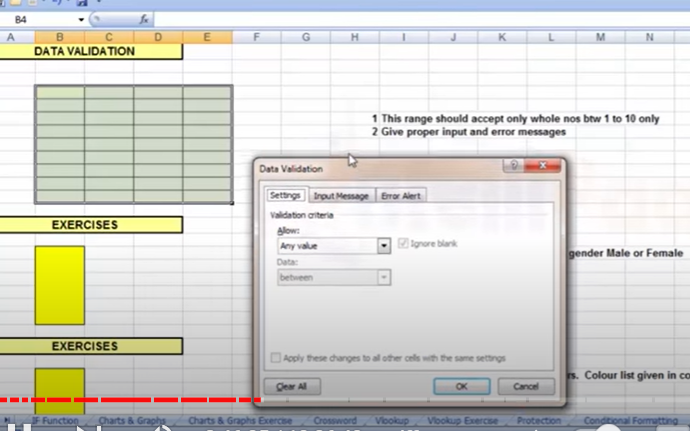 B4
fx
A B C D E F G H I J K L M N
DATA VALIDATION
1 This range should accept only whole nos btw 1 to 10 only
2 Give proper input and error messages
Data Validation
Settings Input Message Error Alert
Validation criteria
Allow:
Any value Ignore blank
Data:
between
EXERCISES
gender Male or Female
Apply these changes to all other cells with the same settings
EXERCISES
rs. Colour list given in co
Clear All OK Cancel
IF Function Charts & Graphs Charts & Graphs Exercise Crossword Vlookup Vlookup Exercise Protection Conditional Formatting